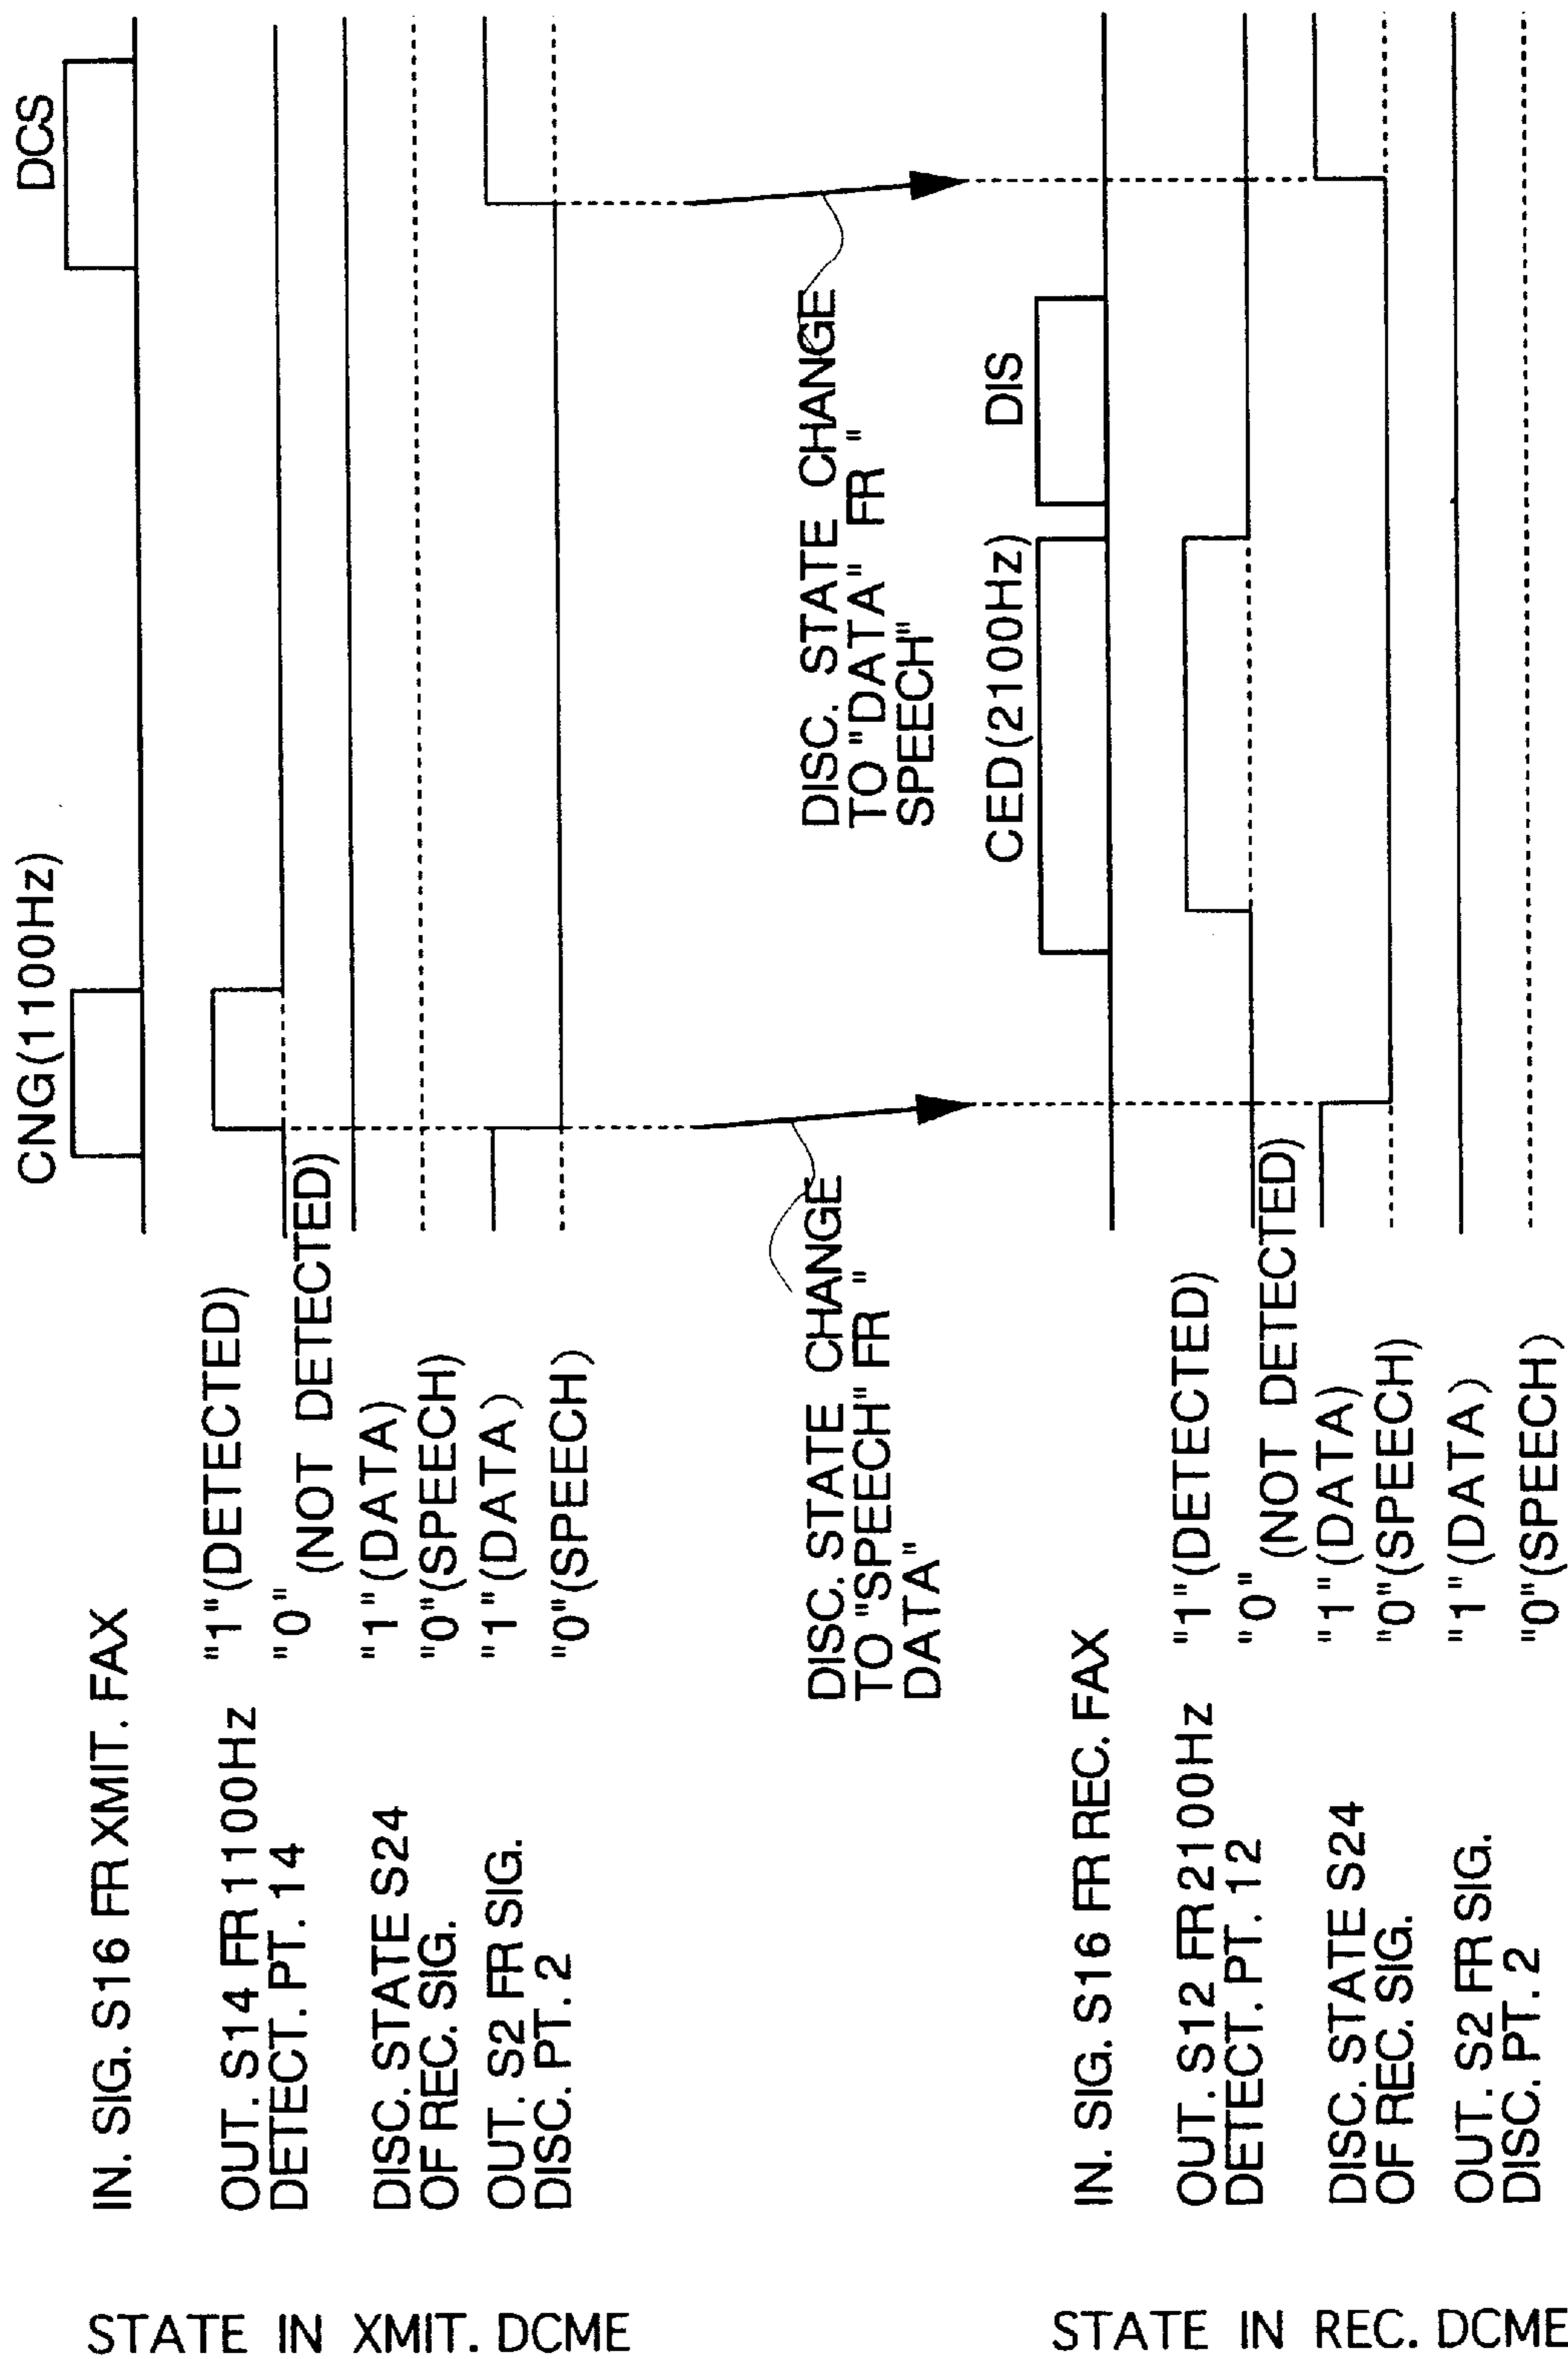 STATE IN XMIT. DCME
IN. SIG. S16 FR XMIT. FAX
CNG(1100Hz)
DCS
OUT. S14 FR 1100Hz
DETECT. PT. 14
"1"(DETECTED)
"0"
(NOT DETECTED)
DISC. STATE S24
OF REC. SIG.
"1"(DATA)
"0"(SPEECH)
OUT. S2 FR SIG.
DISC. PT. 2
"1"(DATA)
"0"(SPEECH)
DISC. STATE CHANGE
TO "SPEECH" FR "
DATA"
DISC. STATE CHANGE
TO "DATA" FR "
SPEECH"
STATE IN REC. DCME
IN. SIG. S16 FR REC. FAX
CED(2100Hz)
DIS
OUT. S12 FR 2100Hz
DETECT. PT. 12
"1"(DETECTED)
"0"
(NOT DETECTED)
DISC. STATE S24
OF REC. SIG.
"1"(DATA)
"0"(SPEECH)
OUT. S2 FR SIG.
DISC. PT. 2
"1"(DATA)
"0"(SPEECH)